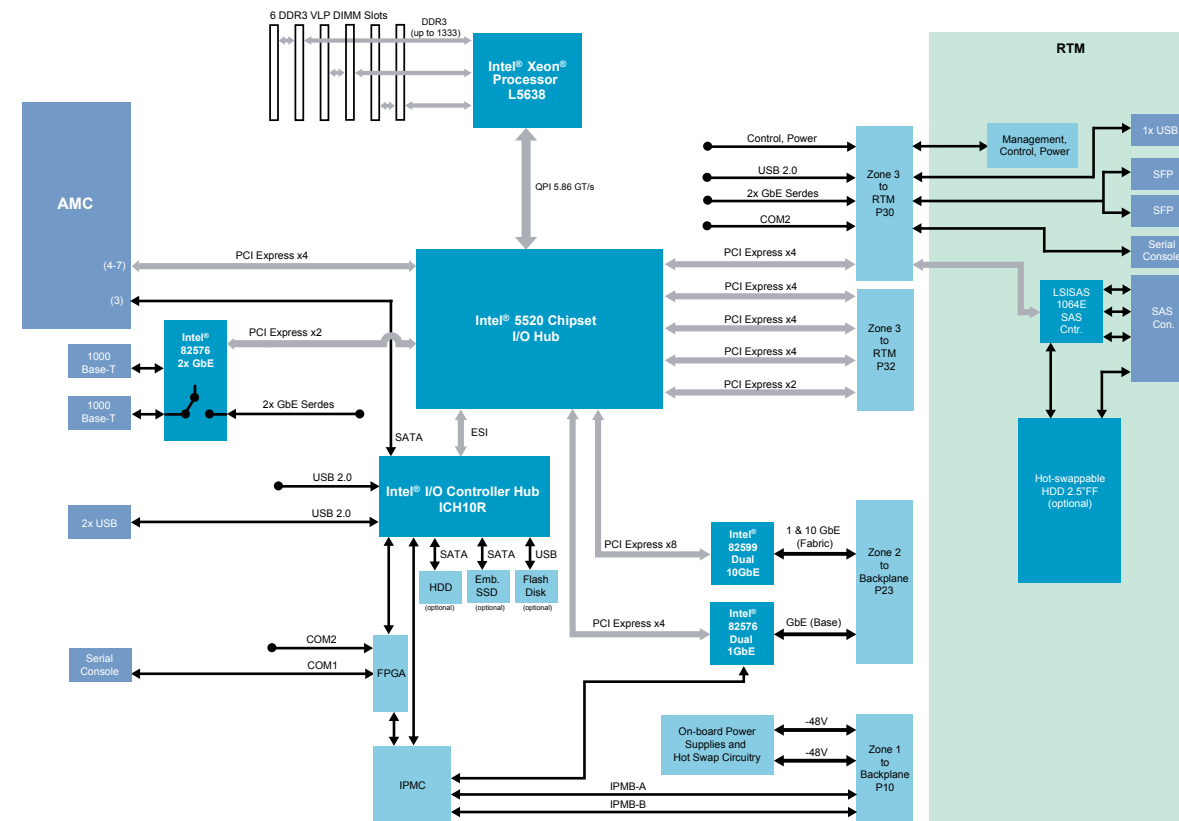 6 DDR3 VLP DIMM Slots
DDR3
(up to 1333)
Intel® Xeon®
Processor
L5638
RTM
AMC
(4-7)
(3)
QPI 5.86 GT/s
Control, Power
USB 2.0
2x GbE Serdes
COM2
Zone 3
to
RTM
P30
Management,
Control, Power
1x USB
SFP
SFP
Serial
Console
PCI Express x4
PCI Express x4
PCI Express x4
PCI Express x4
PCI Express x4
PCI Express x2
Intel® 5520 Chipset
I/O Hub
Zone 3
to
RTM
P32
LSISAS
1064E
SAS
Cntr.
SAS
Con.
PCI Express x2
Intel®
82576
2x GbE
1000
Base-T
1000
Base-T
2x GbE Serdes
SATA
ESI
USB 2.0
Intel® I/O Controller Hub
ICH10R
Hot-swappable
HDD 2.5"FF
(optional)
2x USB
USB 2.0
SATA
SATA
USB
HDD
(optional)
Emb.
SSD
(optional)
Flash
Disk
(optional)
PCI Express x8
Intel®
82599
Dual
10GbE
1 & 10 GbE
(Fabric)
Zone 2
to
Backplane
P23
PCI Express x4
Intel®
82576
Dual
1GbE
GbE (Base)
COM2
COM1
Serial
Console
FPGA
On-board Power
Supplies and
Hot Swap Circuitry
-48V
-48V
Zone 1
to
Backplane
P10
IPMC
IPMB-A
IPMB-B